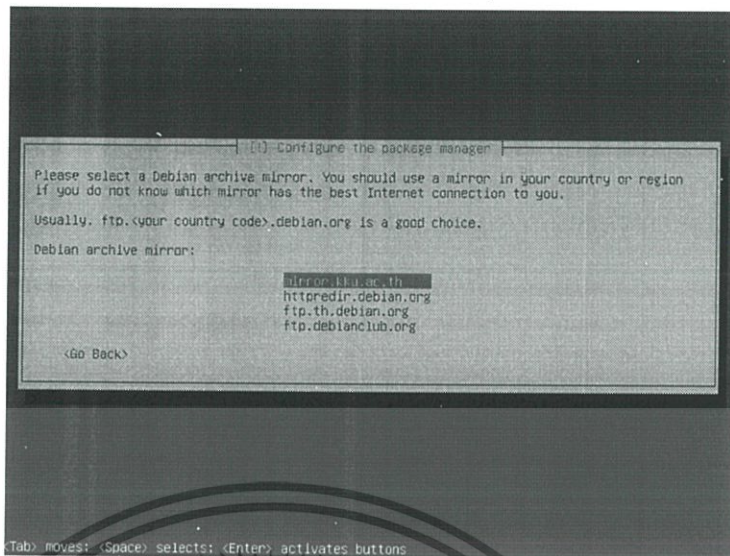 [!] Configure the package manager
Please select a Debian archive mirror. You should use a mirror in your country or region
if you do not know which mirror has the best Internet connection to you.
Usually, ftp.<your country code>.debian.org is a good choice.
Debian archive mirror:
mirror.kku.ac.th
httpredir.debian.org
ftp.th.debian.org
ftp.debianclub.org
<Go Back>
<Tab> moves; <Space> selects; <Enter> activates buttons